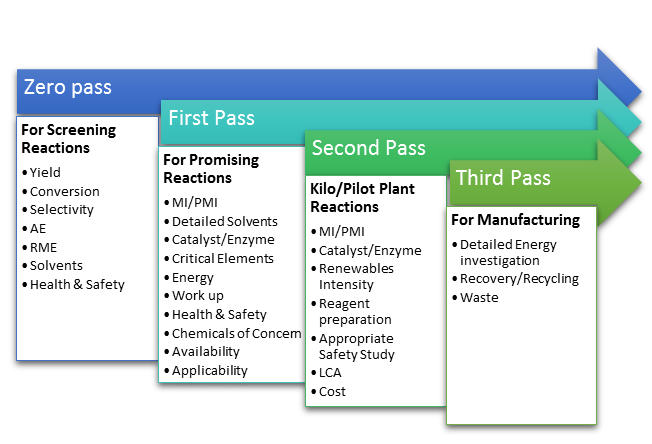 Zero pass
For Screening
Reactions
• Yield
• Conversion
• Selectivity
• AE
• RME
• Solvents
• Health & Safety
First Pass
For Promising
Reactions
• MI/PMI
• Detailed Solvents
• Catalyst/Enzyme
• Critical Elements
• Energy
• Work up
• Health & Safety
• Chemicals of Concern
• Availability
• Applicability
Second Pass
Kilo/Pilot Plant
Reactions
• MI/PMI
• Catalyst/Enzyme
• Renewables
Intensity
• Reagent
preparation
• Appropriate
Safety Study
• LCA
• Cost
Third Pass
For Manufacturing
• Detailed Energy
investigation
• Recovery/Recycling
• Waste